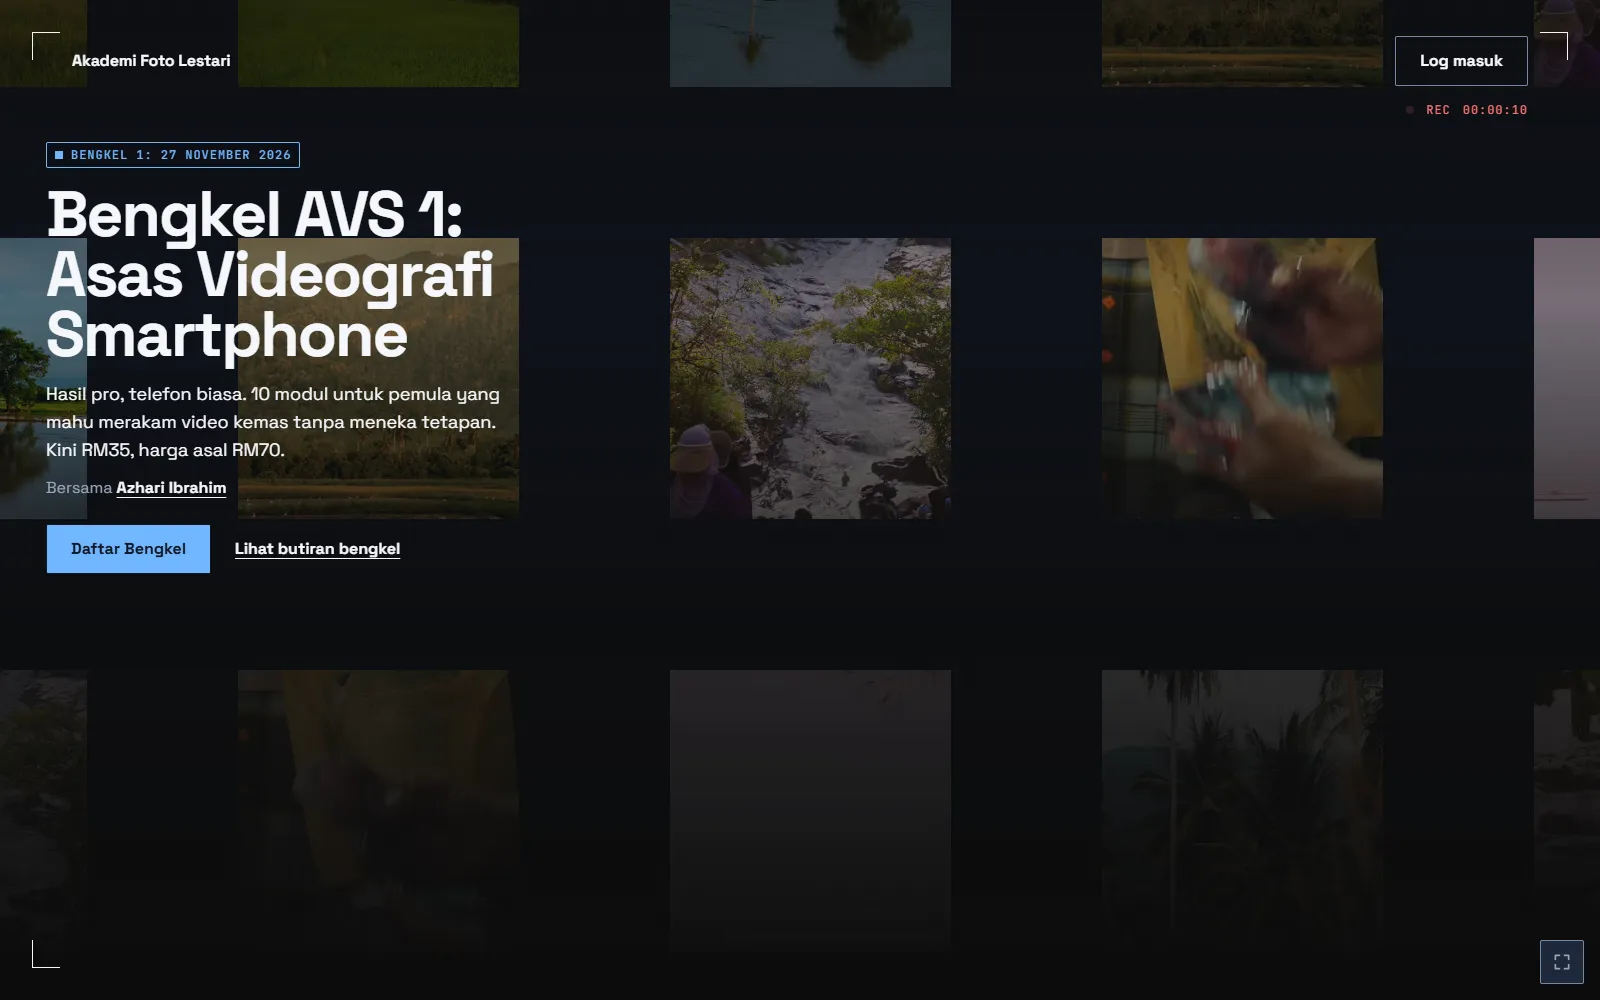 Akademi Foto Lestari
Log masuk
REC 00:00:10
BENGKEL 1: 27 NOVEMBER 2026
Bengkel AVS 1:
Asas Videografi
Smartphone
Hasil pro, telefon biasa. 10 modul untuk pemula yang
mahu merakam video kemas tanpa meneka tetapan.
Kini RM35, harga asal RM70.
Bersama Azhari Ibrahim
Daftar Bengkel
Lihat butiran bengkel